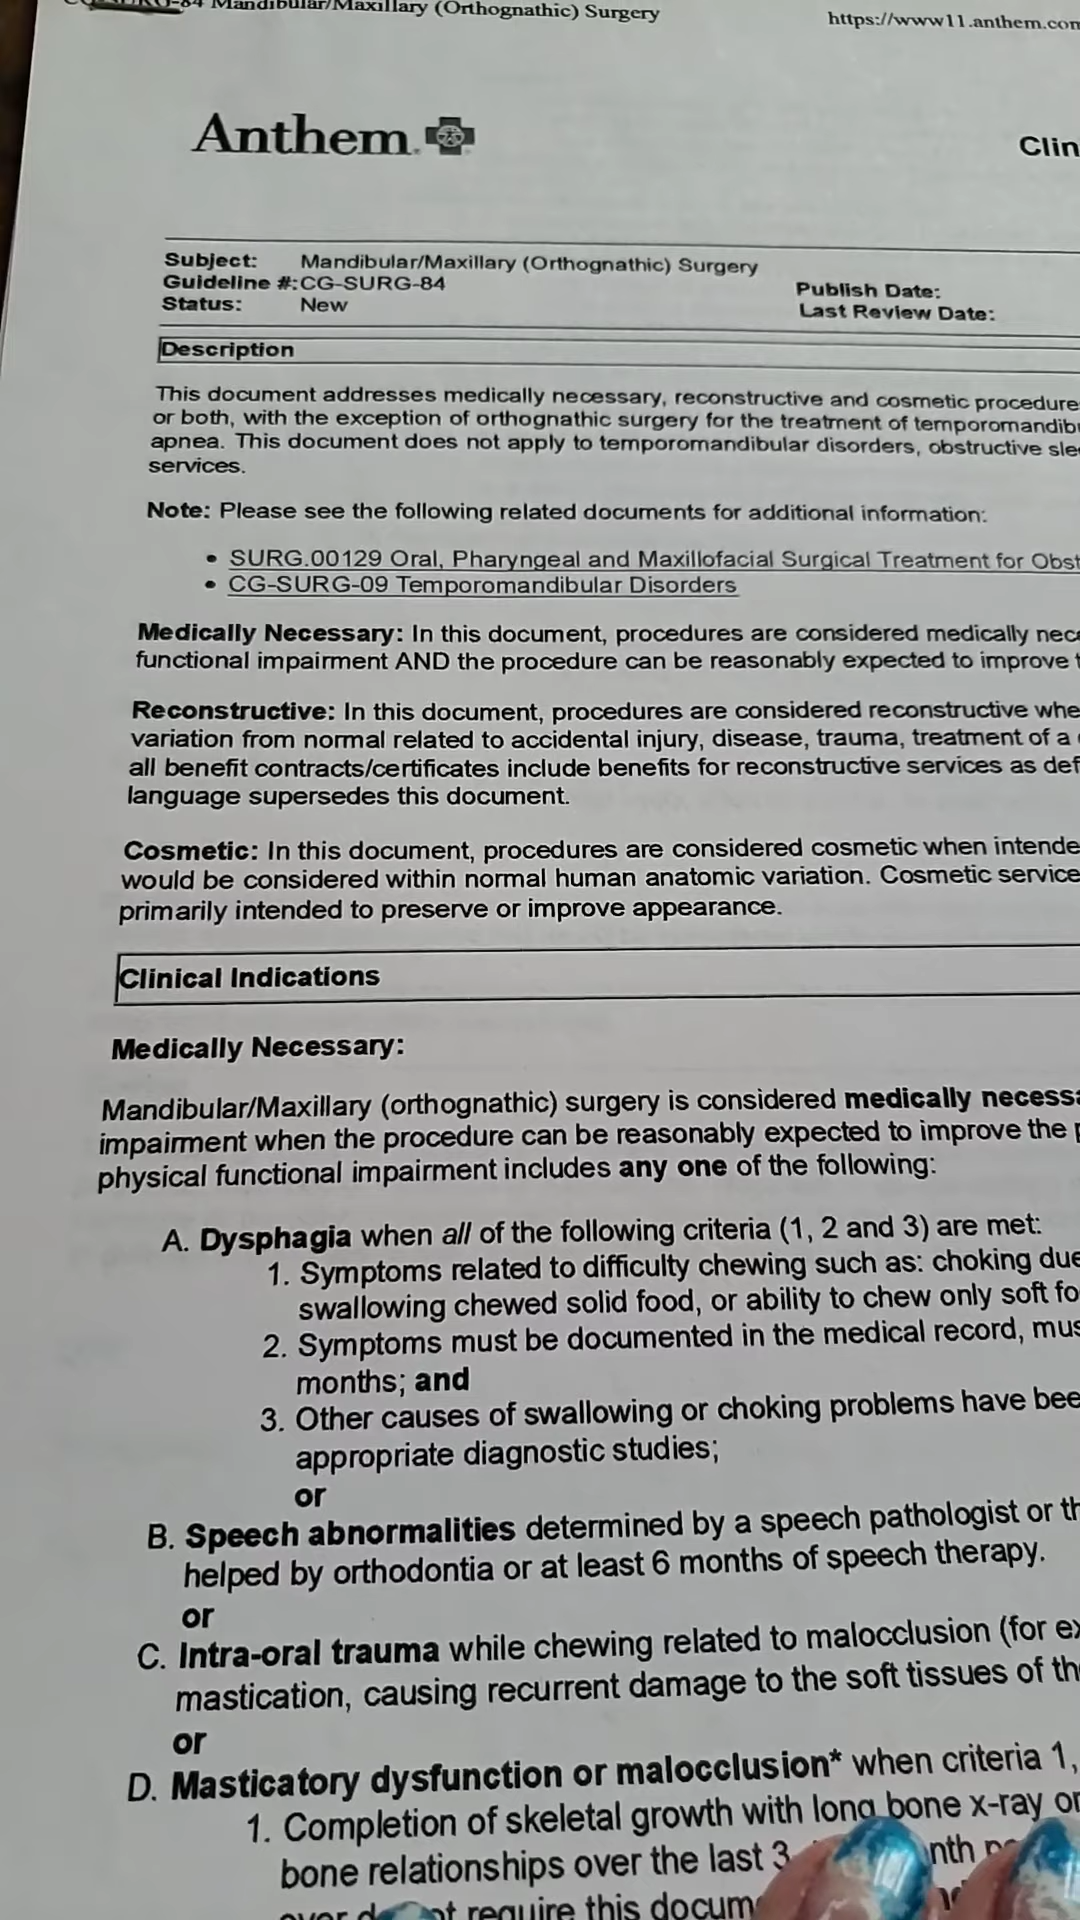 84 Mandibular/Maxillary (Orthognathic) Surgery
https://www11.anthem.com
Anthem
Clin
Subject: Mandibular/Maxillary (Orthognathic) Surgery
Guideline #: CG-SURG-84
Publish Date:
Status: New
Last Review Date:
Description
This document addresses medically necessary, reconstructive and cosmetic procedure
or both, with the exception of orthognathic surgery for the treatment of temporomandib
apnea. This document does not apply to temporomandibular disorders, obstructive sle
services.
Note: Please see the following related documents for additional information:
• SURG.00129 Oral, Pharyngeal and Maxillofacial Surgical Treatment for Obst
• CG-SURG-09 Temporomandibular Disorders
Medically Necessary: In this document, procedures are considered medically nec
functional impairment AND the procedure can be reasonably expected to improve t
Reconstructive: In this document, procedures are considered reconstructive whe
variation from normal related to accidental injury, disease, trauma, treatment of a
all benefit contracts/certificates include benefits for reconstructive services as def
language supersedes this document.
Cosmetic: In this document, procedures are considered cosmetic when intende
would be considered within normal human anatomic variation. Cosmetic service
primarily intended to preserve or improve appearance.
Clinical Indications
Medically Necessary:
Mandibular/Maxillary (orthognathic) surgery is considered medically necessa
impairment when the procedure can be reasonably expected to improve the p
physical functional impairment includes any one of the following:
A. Dysphagia when all of the following criteria (1, 2 and 3) are met:
1. Symptoms related to difficulty chewing such as: choking due
swallowing chewed solid food, or ability to chew only soft fo
2. Symptoms must be documented in the medical record, mus
months; and
3. Other causes of swallowing or choking problems have bee
appropriate diagnostic studies;
or
B. Speech abnormalities determined by a speech pathologist or th
helped by orthodontia or at least 6 months of speech therapy.
or
C. Intra-oral trauma while chewing related to malocclusion (for ex
mastication, causing recurrent damage to the soft tissues of th
or
D. Masticatory dysfunction or malocclusion* when criteria 1,
1. Completion of skeletal growth with long bone x-ray or
bone relationships over the last 3
require this docum